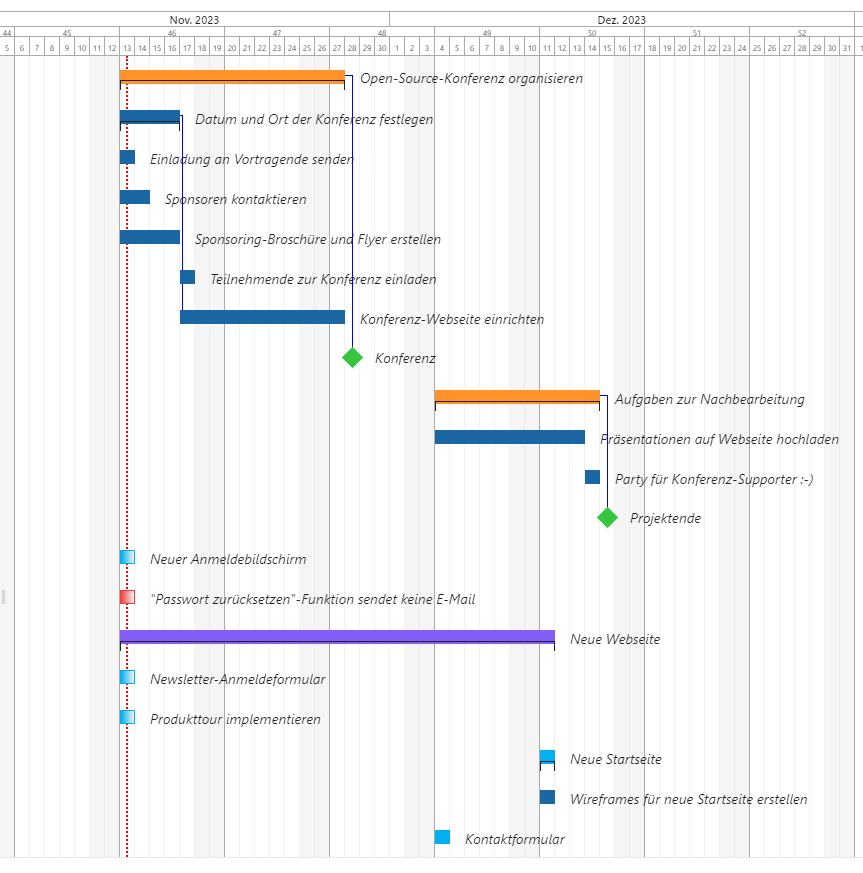 Nov. 2023 Dez. 2023
44 45 46 47 48 49 50 51 52
5 6 7 8 9 10 11 12 13 14 15 16 17 18 19 20 21 22 23 24 25 26 27 28 29 30 1 2 3 4 5 6 7 8 9 10 11 12 13 14 15 16 17 18 19 20 21 22 23 24 25 26 27 28 29 30 31
Open-Source-Konferenz organisieren
Datum und Ort der Konferenz festlegen
Einladung an Vortragende senden
Sponsoren kontaktieren
Sponsoring-Broschüre und Flyer erstellen
Teilnehmende zur Konferenz einladen
Konferenz-Webseite einrichten
Konferenz
Aufgaben zur Nachbearbeitung
Präsentationen auf Webseite hochladen
Party für Konferenz-Supporter :-)
Projektende
Neuer Anmeldebildschirm
"Passwort zurücksetzen"-Funktion sendet keine E-Mail
Neue Webseite
Newsletter-Anmeldeformular
Produkttour implementieren
Neue Startseite
Wireframes für neue Startseite erstellen
Kontaktformular